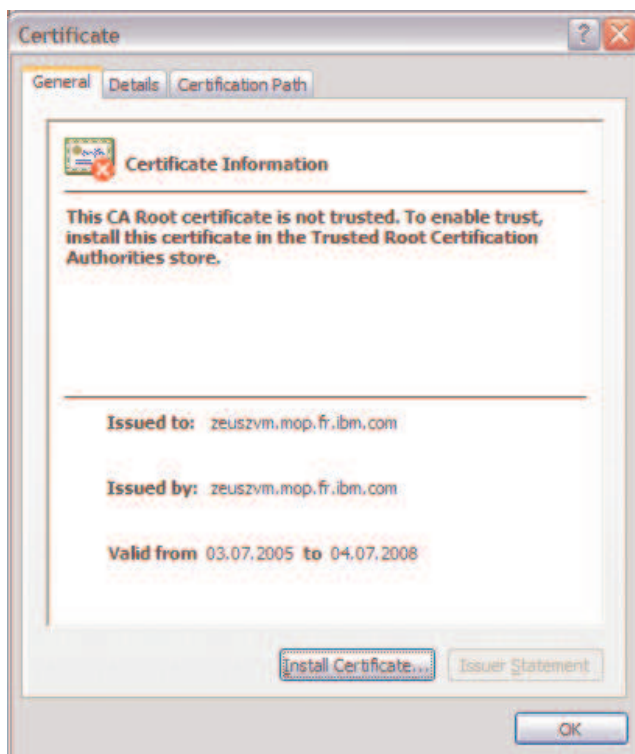 Certificate
General Details Certification Path
Certificate Information
This CA Root certificate is not trusted. To enable trust,
install this certificate in the Trusted Root Certification
Authorities store.
Issued to: zeuszvm.mop.fr.ibm.com
Issued by: zeuszvm.mop.fr.ibm.com
Valid from 03.07.2005 to 04.07.2008
Install Certificate... Issuer Statement
OK